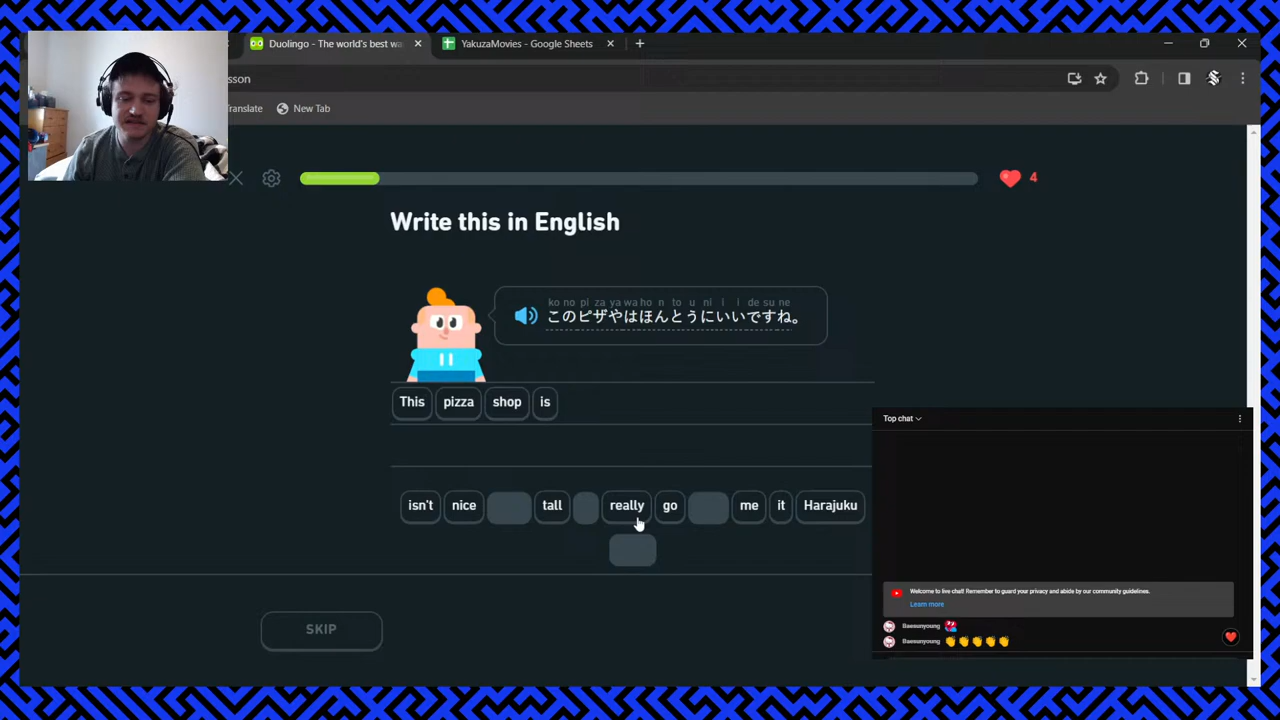 Duolingo - The world's best wa
YakuzaMovies - Google Sheets
sson
Translate
New Tab
4
Write this in English
ko no pi za ya wa ho n to u ni i i de su ne
このピザやはほんとうにいいですね。
This pizza shop is
isn't nice tall really go me it Harajuku
SKIP
Top chat
Welcome to live chat! Remember to guard your privacy and abide by our community guidelines.
Learn more
Baesunyoung
Baesunyoung